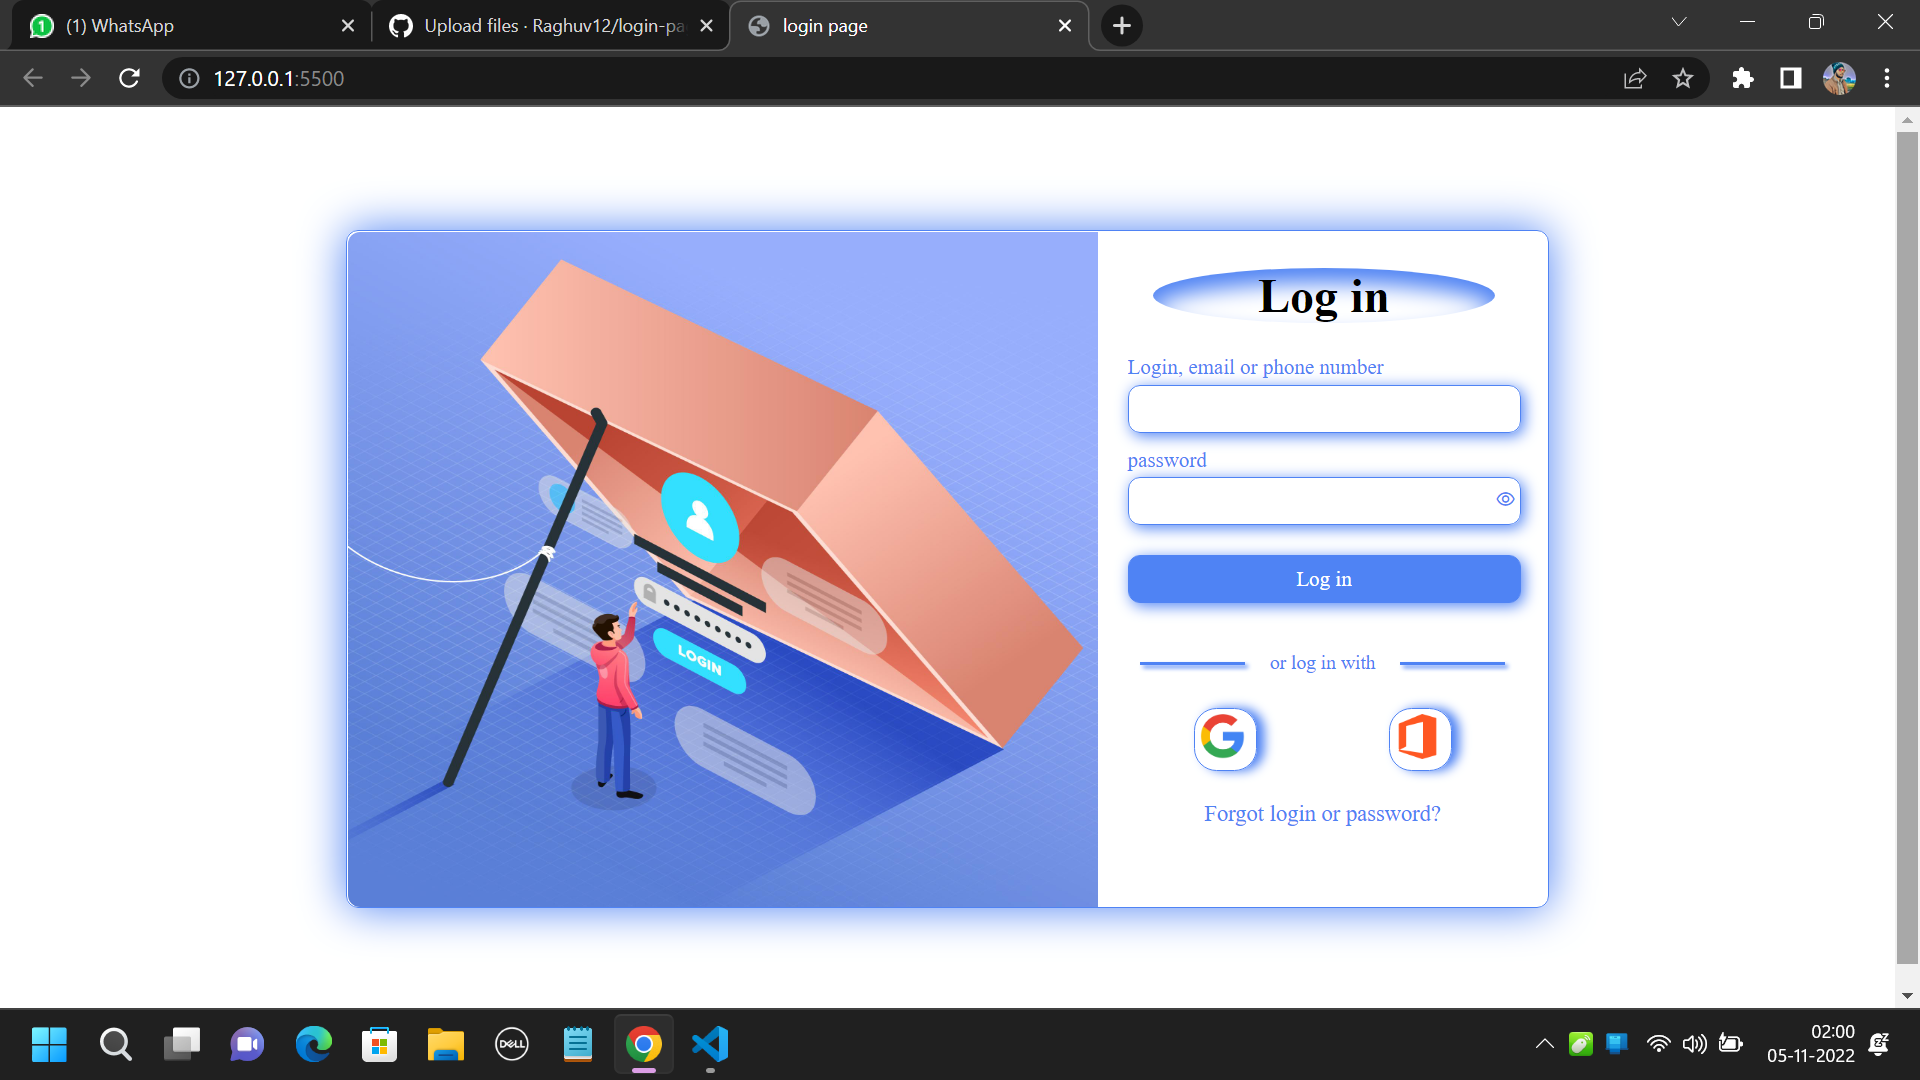 (1) WhatsApp
Upload files · Raghuv12/login-pa
login page
127.0.0.1:5500
Log in
Login, email or phone number
password
LOGIN
Log in
or log in with
Forgot login or password?
DELL
02:00
05-11-2022